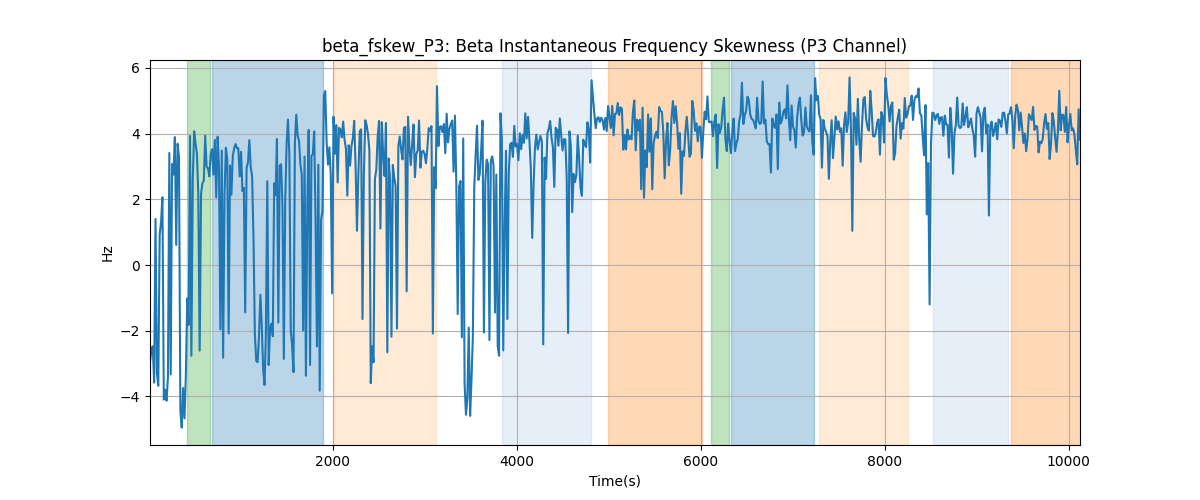 beta_fskew_P3: Beta Instantaneous Frequency Skewness (P3 Channel)
6
4
2
0
−2
−4
Hz
2000 4000 6000 8000 10000
Time(s)